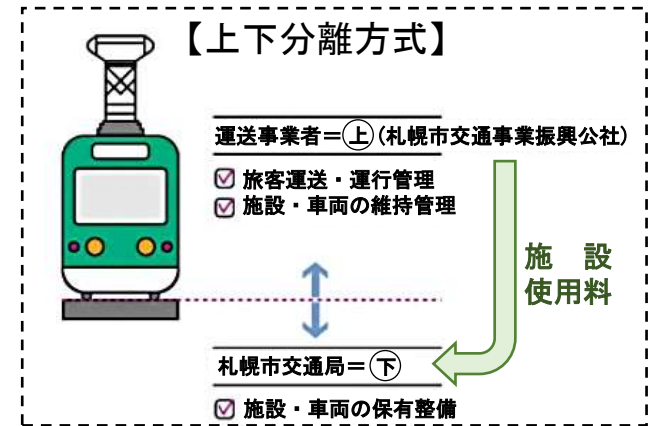 【上下分離方式】
運送事業者＝㊤(札幌市交通事業振興公社)
☑ 旅客運送・運行管理
☑ 施設・車両の維持管理
施　設
使用料
札幌市交通局＝㊦
☑ 施設・車両の保有整備